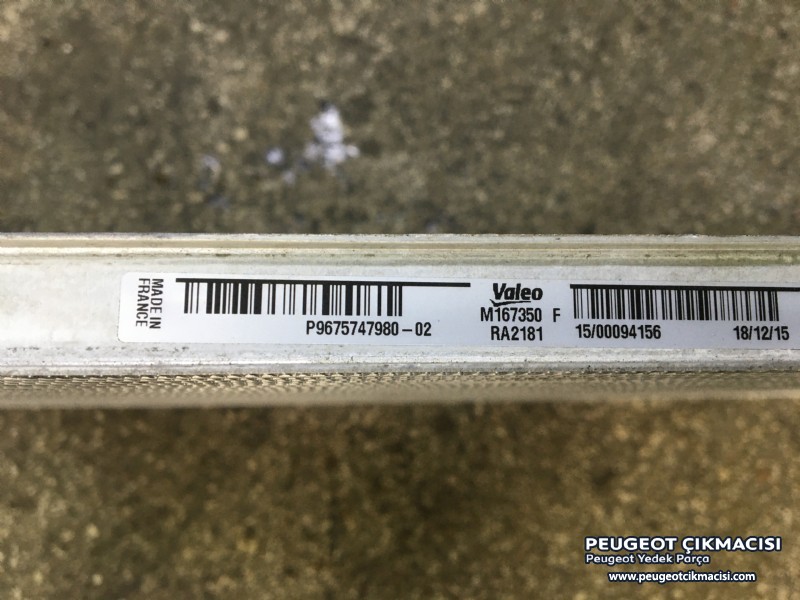 MADE IN
FRANCE
P9675747980-02
Valeo
M167350 F
RA2181
15/00094156
18/12/15
PEUGEOT ÇIKMACISI
Peugeot Yedek Parça
www.peugeotcikmacisi.com